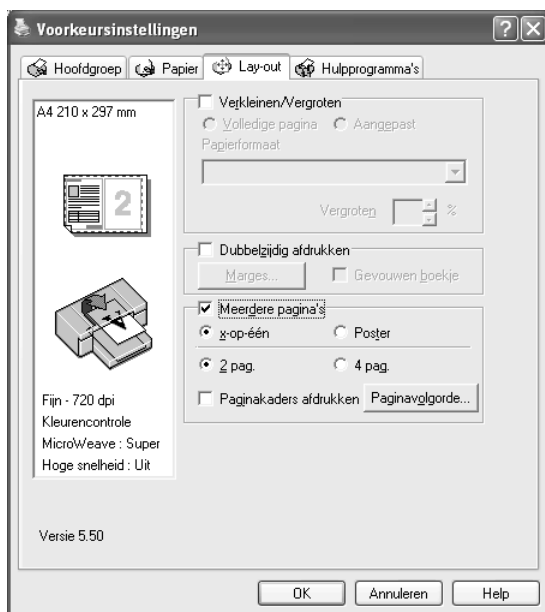 Voorkeursinstellingen
Hoofdgroep Papier Lay-out Hulpprogramma's
A4 210 x 297 mm
2
Fijn - 720 dpi
Kleurencontrole
MicroWeave : Super
Hoge snelheid : Uit
Versie 5.50
Verkleinen/Vergroten
Volledige pagina Aangepast
Papierformaat
Vergroten %
Dubbelzijdig afdrukken
Marges... Gevouwen boekje
Meerdere pagina's
x-op-één Poster
2 pag. 4 pag.
Paginakaders afdrukken Paginavolgorde...
OK Annuleren Help